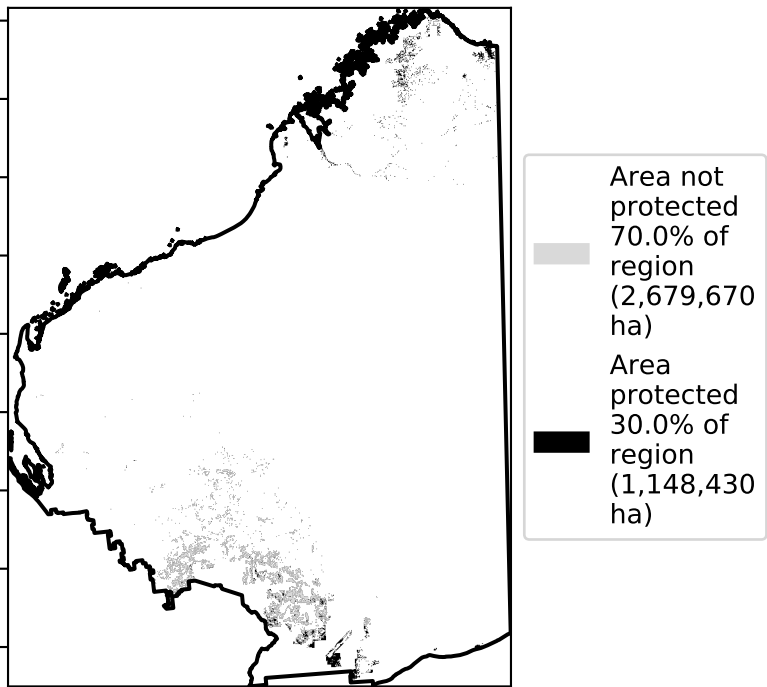 Area not
protected
70.0% of
region
(2,679,670
ha)
Area
protected
30.0% of
region
(1,148,430
ha)